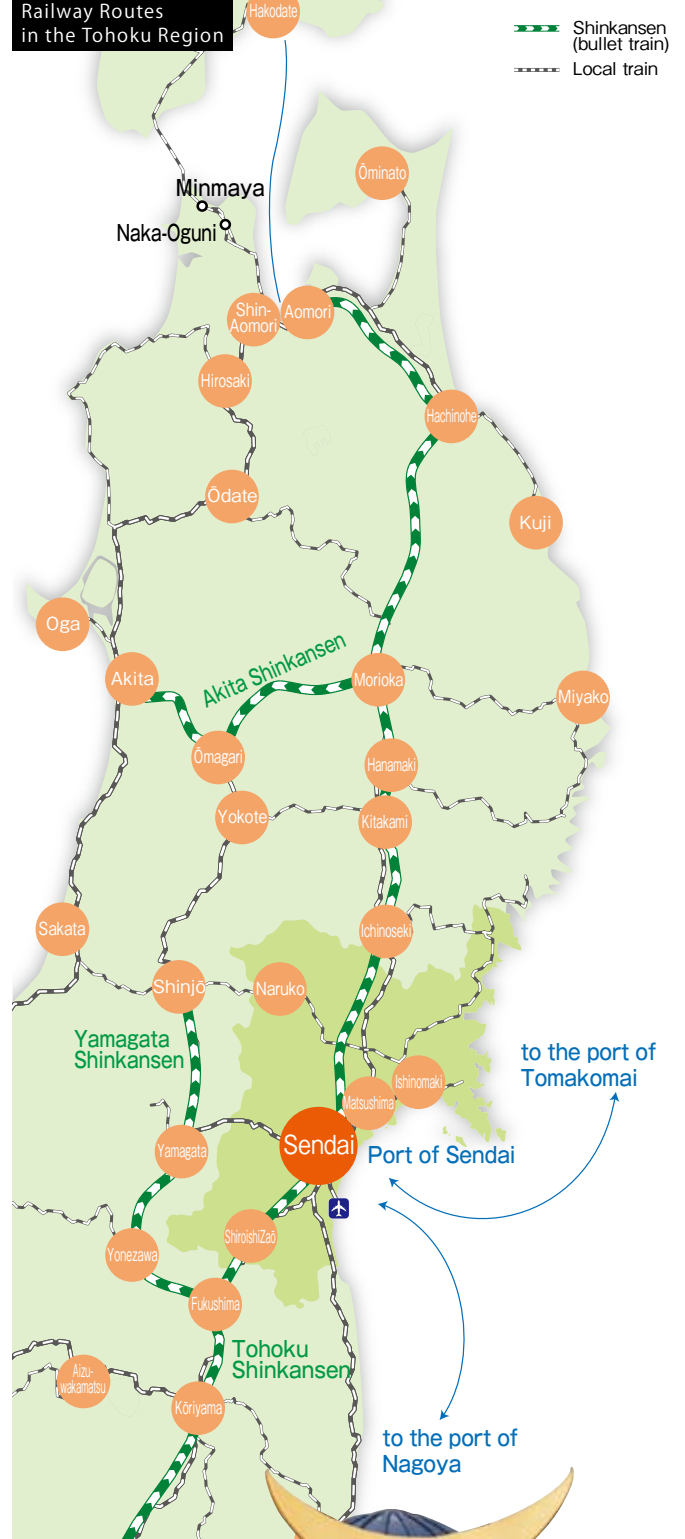 Railway Routes
in the Tohoku Region
Hakodate
Shinkansen
(bullet train)
Local train
Ōminato
Minmaya
Naka-Oguni
Shin-
Aomori
Aomori
Hirosaki
Hachinohe
Ōdate
Kuji
Oga
Akita
Akita Shinkansen
Morioka
Miyako
Ōmagari
Hanamaki
Yokote
Kitakami
Sakata
Ichinoseki
Shinjō
Naruko
Yamagata
Shinkansen
to the port of
Tomakomai
Ishinomaki
Matsushima
Sendai
Port of Sendai
Yamagata
ShiroishiZaō
Yonezawa
Fukushima
Tohoku
Shinkansen
Aizu-
wakamatsu
Kōriyama
to the port of
Nagoya